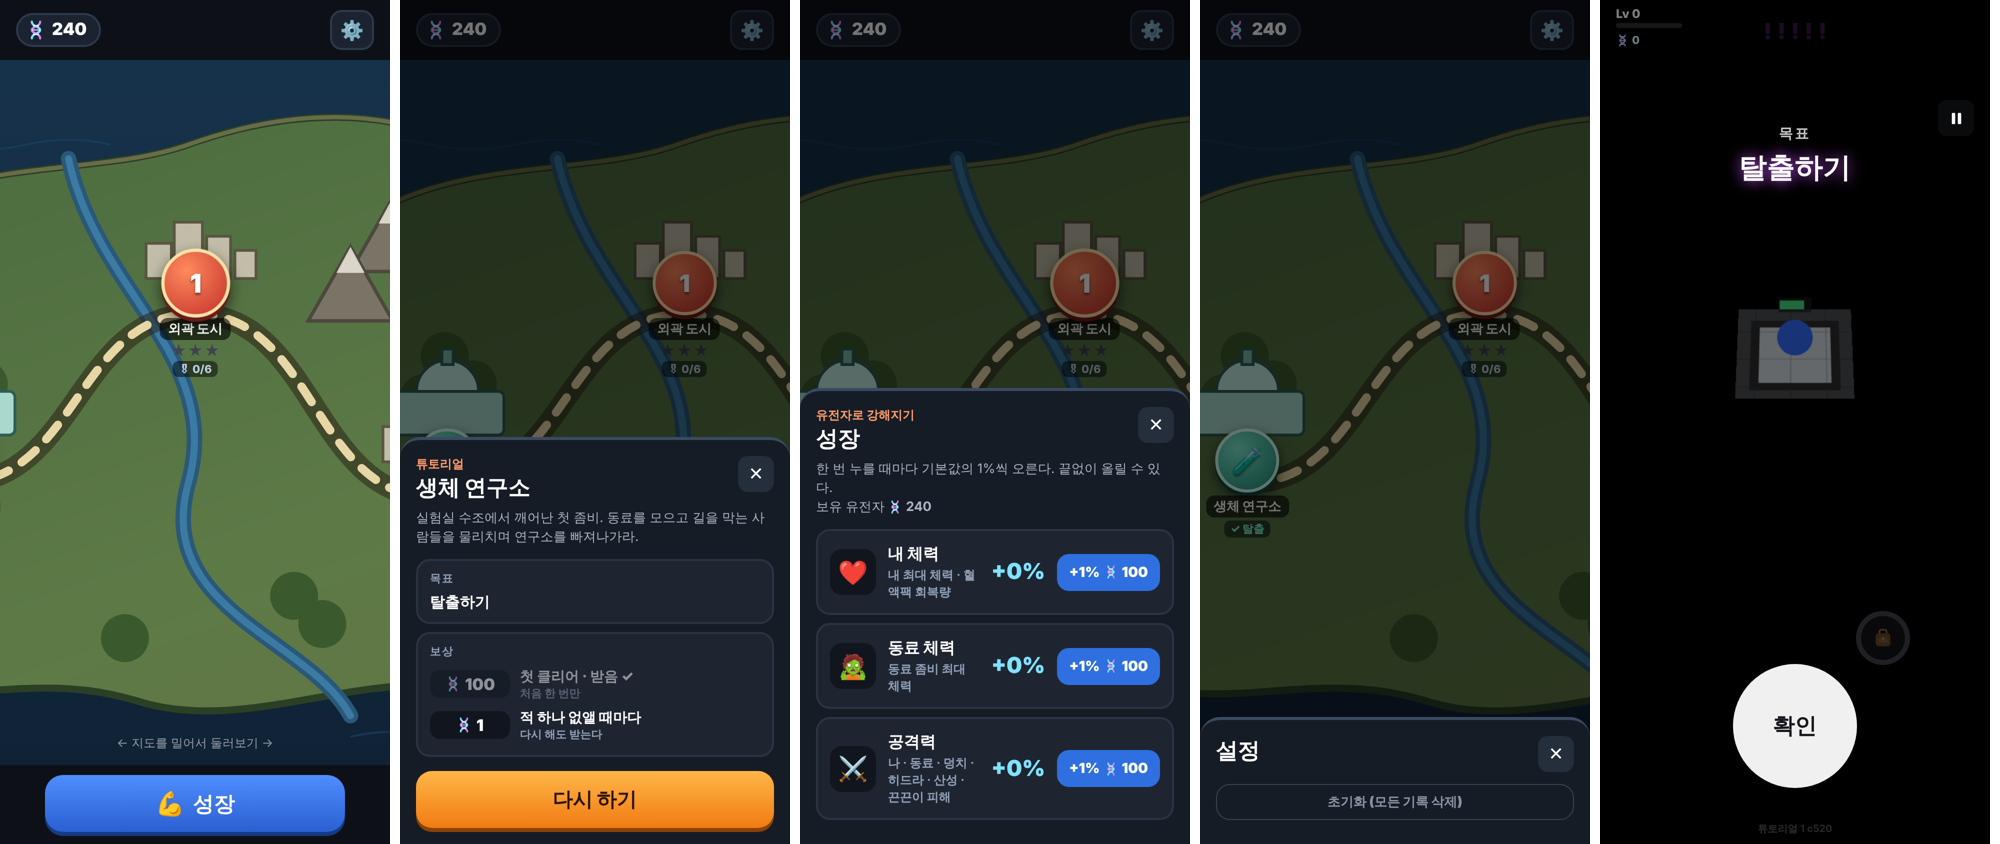 240
1
외곽 도시
★★★
0/6
← 지도를 밀어서 둘러보기 →
💪 성장
240
1
외곽 도시
★★★
0/6
튜토리얼
생체 연구소
✕
실험실 수조에서 깨어난 첫 좀비. 동료를 모으고 길을 막는 사
람들을 물리치며 연구소를 빠져나가라.
목표
탈출하기
보상
100
첫 클리어 · 받음 ✓
처음 한 번만
1
적 하나 없앨 때마다
다시 해도 받는다
다시 하기
240
1
외곽 도시
★★★
0/6
유전자로 강해지기
성장
✕
한 번 누를 때마다 기본값의 1%씩 오른다. 끝없이 올릴 수 있
다.
보유 유전자 🧬 240
내 체력
내 최대 체력 · 혈
액팩 회복량
+0%
+1% 🧬 100
동료 체력
동료 좀비 최대
체력
+0%
+1% 🧬 100
공격력
나 · 동료 · 덩치 ·
히드라 · 산성 ·
끈끈이 피해
+0%
+1% 🧬 100
240
1
외곽 도시
★★★
0/6
생체 연구소
✓ 탈출
설정
✕
초기화 (모든 기록 삭제)
Lv 0
0
!!!!!
목표
탈출하기
확인
튜토리얼 1 c520